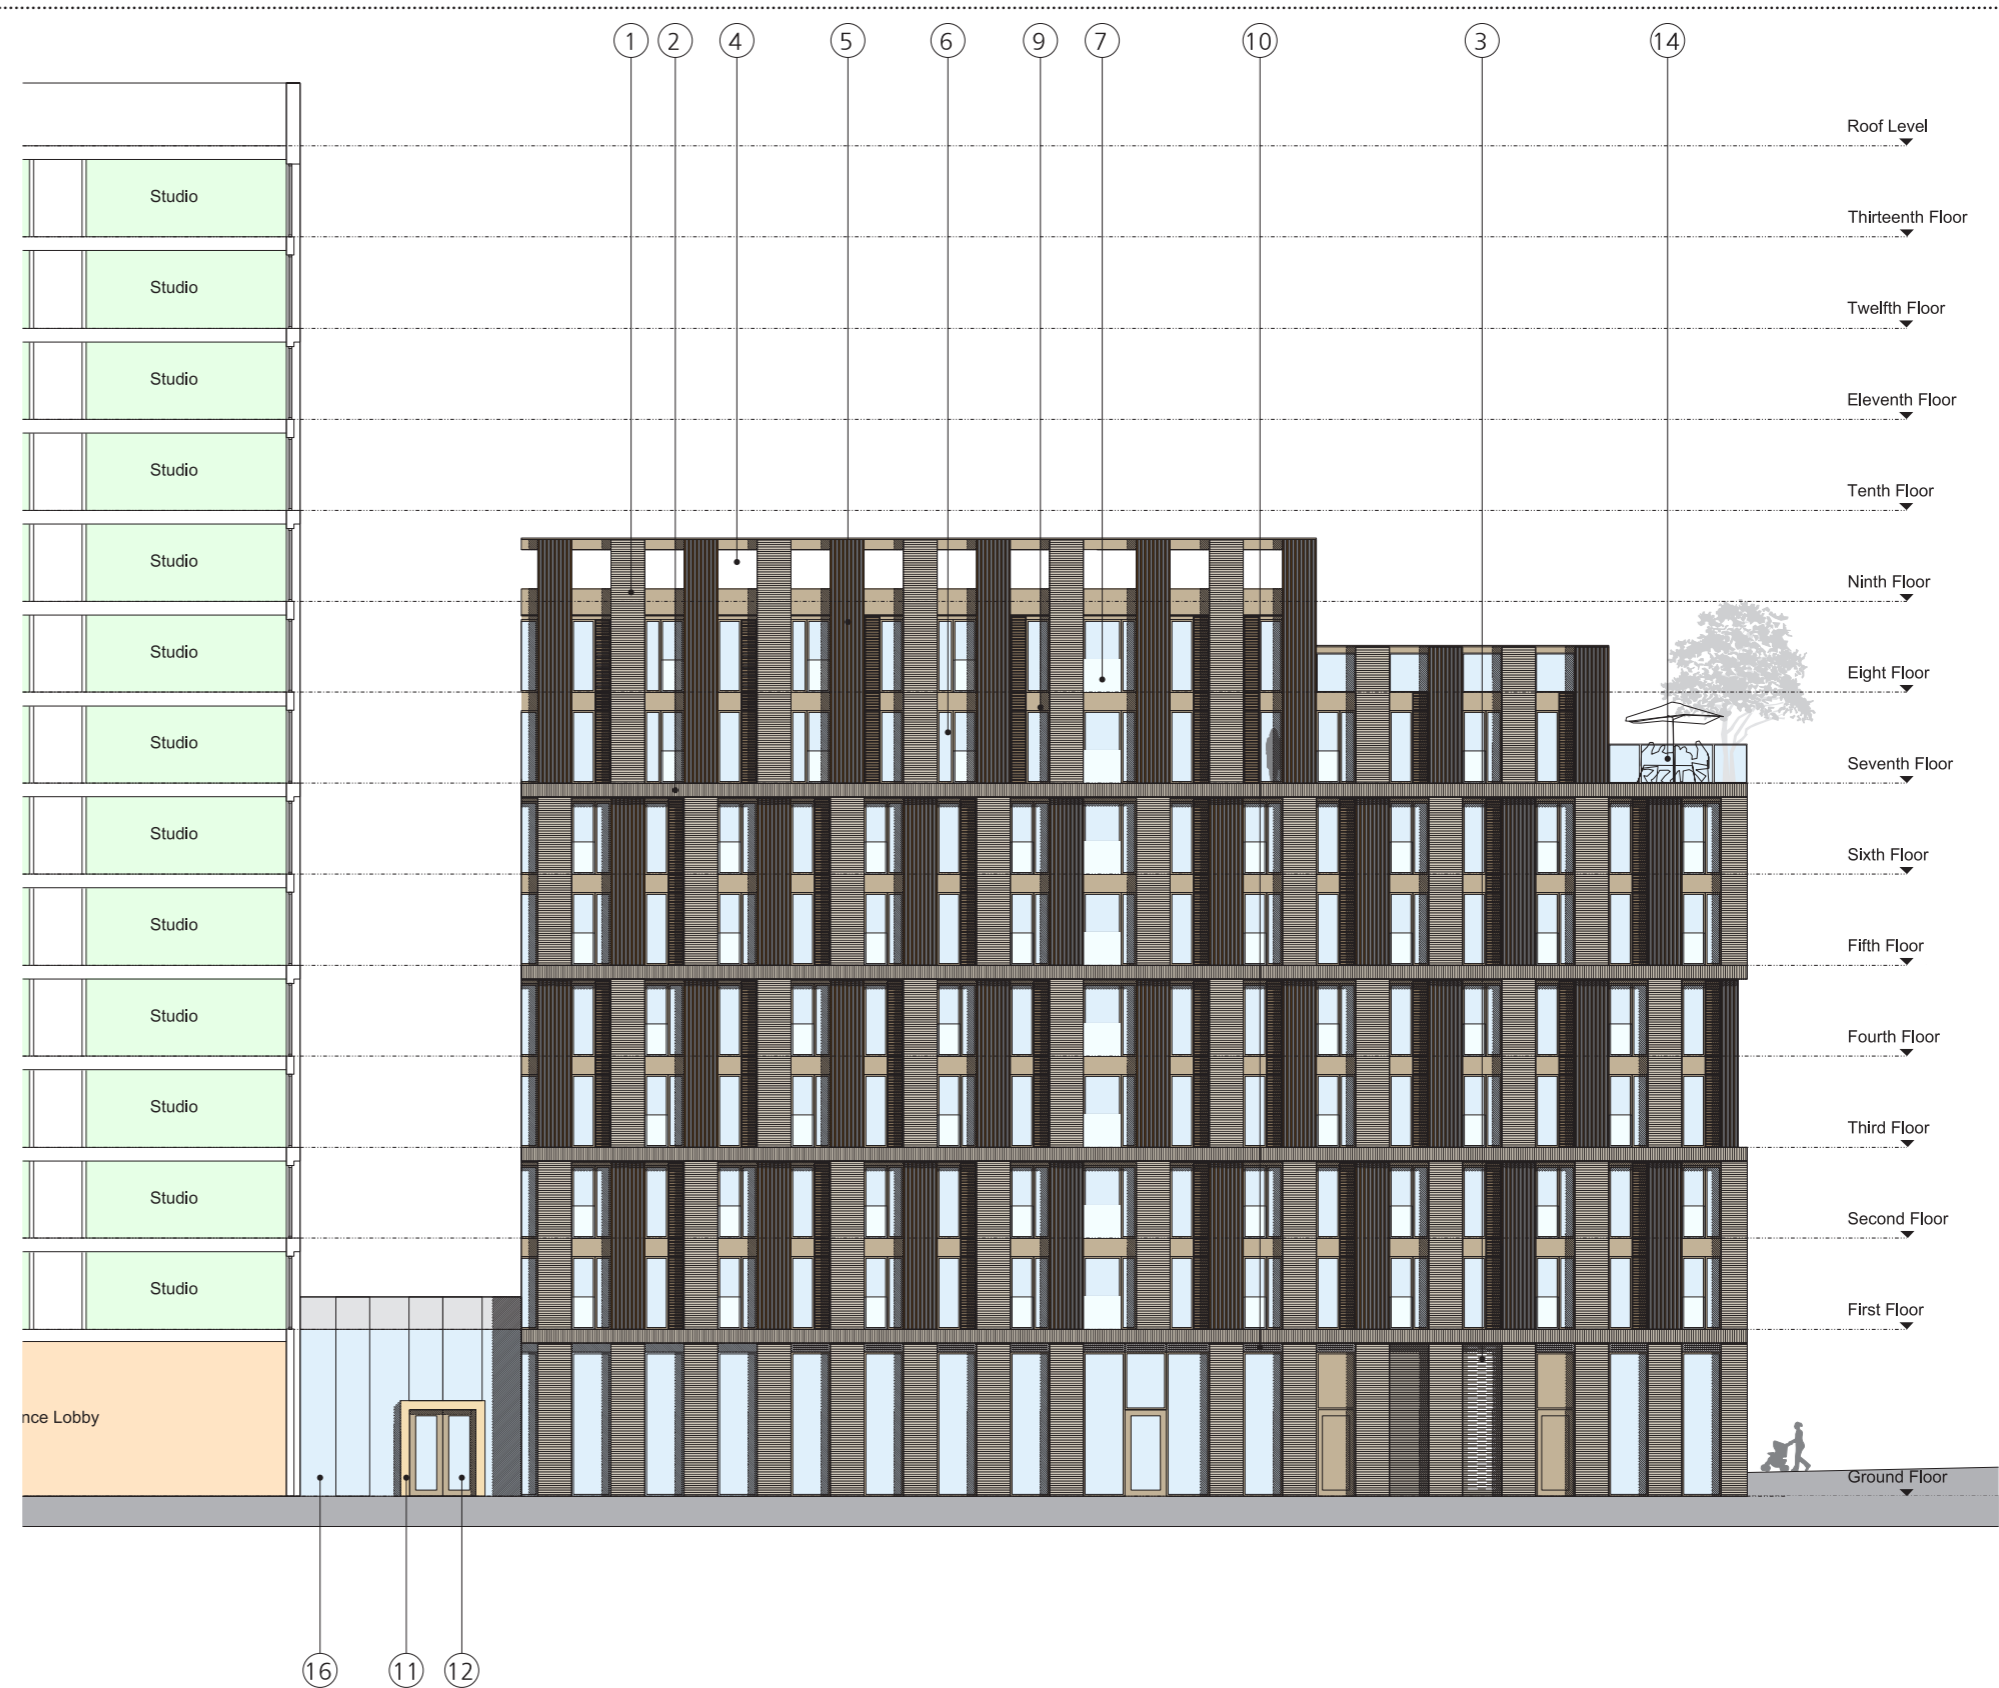 1 2 4 5 6 9 7 10 3 14
Roof Level
Studio
Thirteenth Floor
Studio
Twelfth Floor
Studio
Eleventh Floor
Studio
Tenth Floor
Studio
Ninth Floor
Studio
Eight Floor
Studio
Seventh Floor
Studio
Sixth Floor
Studio
Fifth Floor
Studio
Fourth Floor
Studio
Third Floor
Studio
Second Floor
Studio
First Floor
nce Lobby
Ground Floor
16 11 12